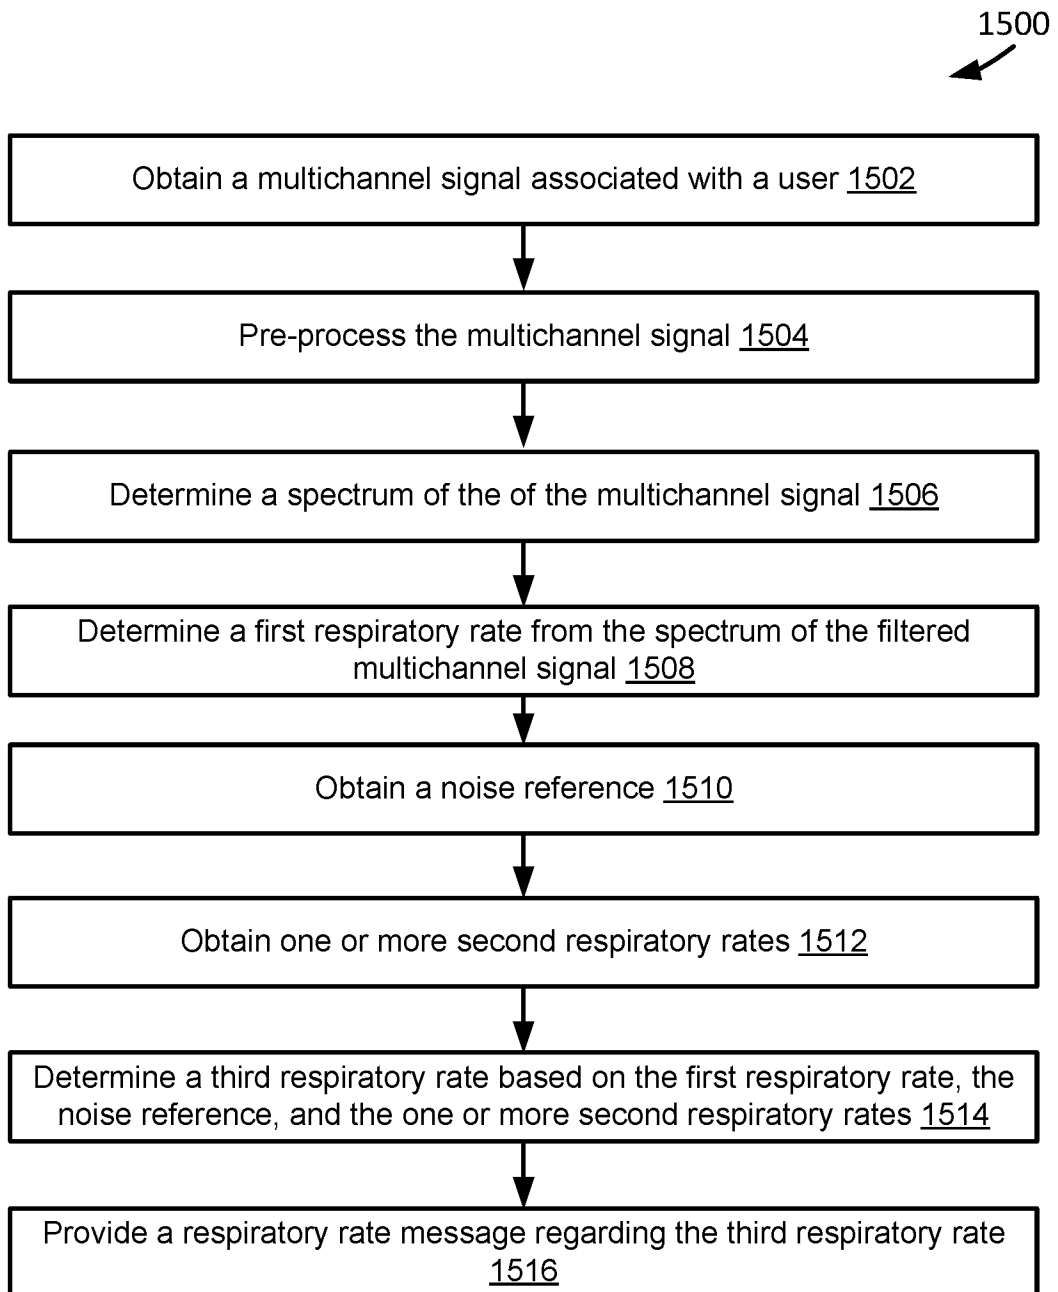 1500
Obtain a multichannel signal associated with a user 1502
Pre-process the multichannel signal 1504
Determine a spectrum of the of the multichannel signal 1506
Determine a first respiratory rate from the spectrum of the filtered
multichannel signal 1508
Obtain a noise reference 1510
Obtain one or more second respiratory rates 1512
Determine a third respiratory rate based on the first respiratory rate, the
noise reference, and the one or more second respiratory rates 1514
Provide a respiratory rate message regarding the third respiratory rate
1516